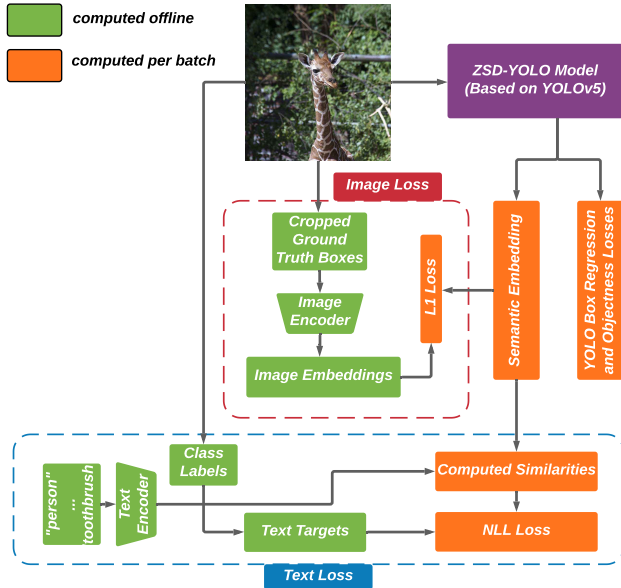 computed offline
computed per batch
ZSD-YOLO Model
(Based on YOLOv5)
Image Loss
Cropped
Ground
Truth Boxes
Image
Encoder
Image Embeddings
L1 Loss
Semantic Embedding
YOLO Box Regression
and Objectness Losses
Class
Labels
"person"
...
toothbrush
Text
Encoder
Computed Similarities
Text Targets
NLL Loss
Text Loss